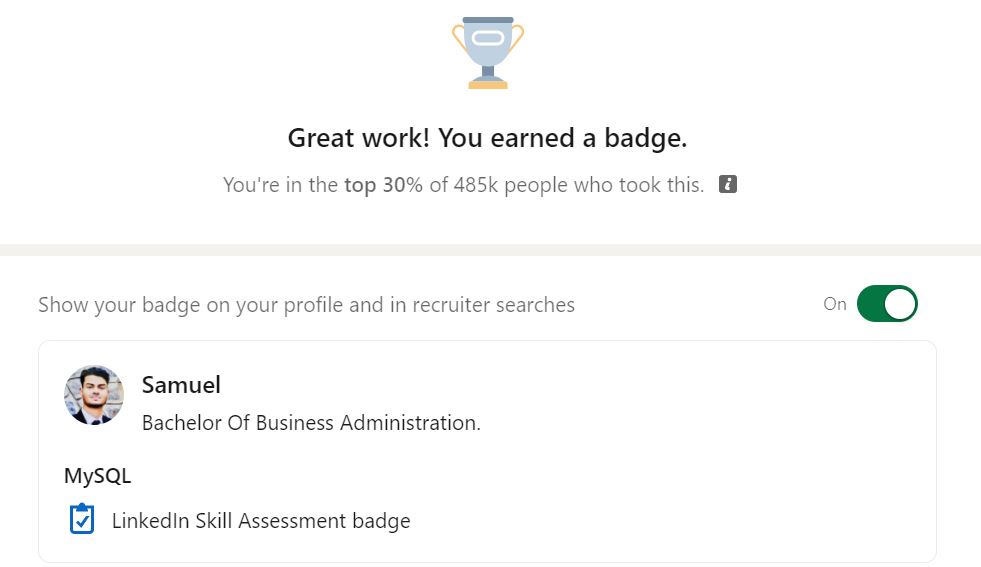 Great work! You earned a badge.
You're in the top 30% of 485k people who took this.
Show your badge on your profile and in recruiter searches
On
Samuel
Bachelor Of Business Administration.
MySQL
LinkedIn Skill Assessment badge